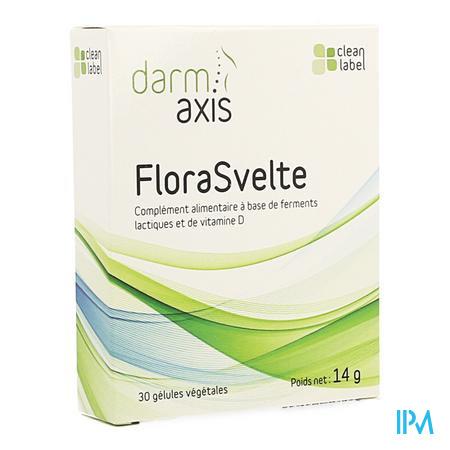 clean
label
clean
label
darm
axis
FloraSvelte
Complément alimentaire à base de ferments
lactiques et de vitamine D
30 gélules végétales
Poids net : 14 g
IPM